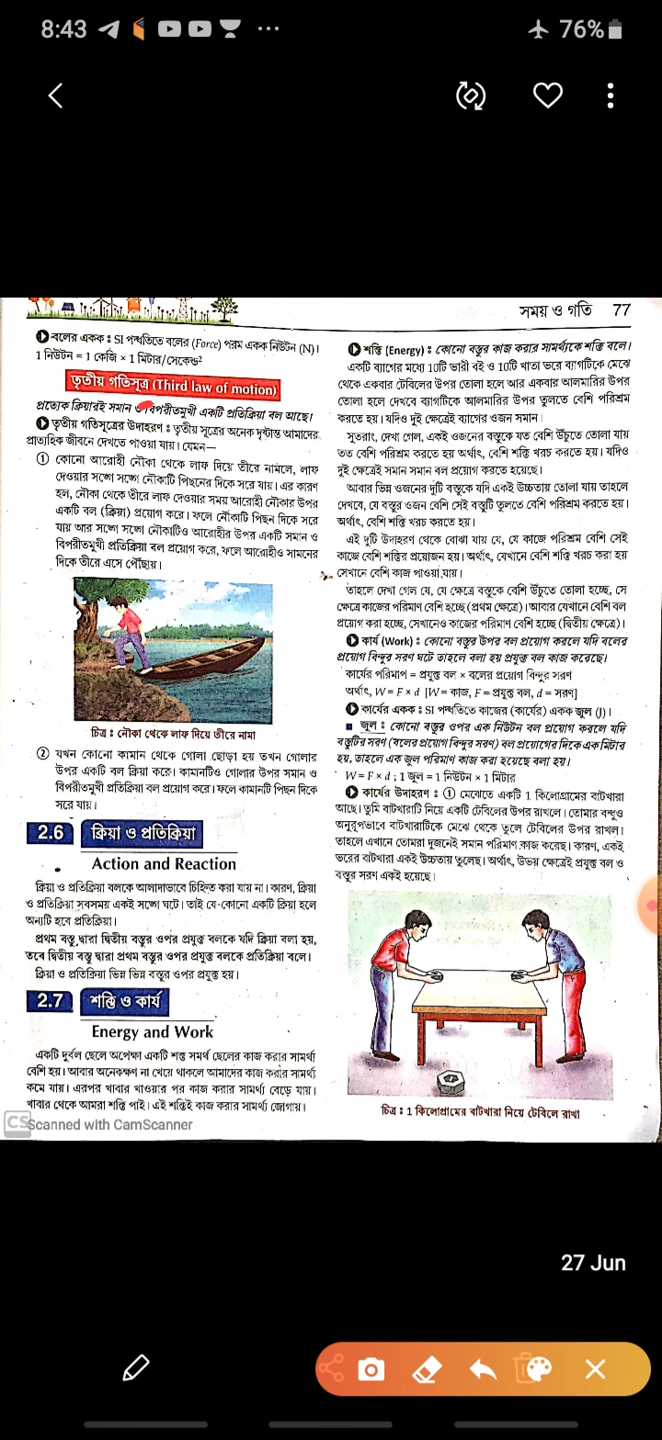 8:43
76%
সময় ও গতি 77
বলের একক : SI পদ্ধতিতে বলের (Force) পরম একক নিউটন (N)।
1 নিউটন = 1 কেজি × 1 মিটার/সেকেন্ড²
তৃতীয় গতিসূত্র (Third law of motion)
প্রত্যেক ক্রিয়ারই সমান ও বিপরীতমুখী একটি প্রতিক্রিয়া বল আছে।
তৃতীয় গতিসূত্রের উদাহরণ : তৃতীয় সূত্রের অনেক দৃষ্টান্ত আমাদের
প্রাত্যহিক জীবনে দেখতে পাওয়া যায়। যেমন—
① কোনো আরোহী নৌকা থেকে লাফ দিয়ে তীরে নামলে, লাফ
দেওয়ার সঙ্গে সঙ্গে নৌকাটি পিছনের দিকে সরে যায়। এর কারণ
হল, নৌকা থেকে তীরে লাফ দেওয়ার সময় আরোহী নৌকার উপর
একটি বল (ক্রিয়া) প্রয়োগ করে। ফলে নৌকাটি পিছন দিকে সরে
যায় আর সঙ্গে সঙ্গে নৌকাটিও আরোহীর উপর একটি সমান ও
বিপরীতমুখী প্রতিক্রিয়া বল প্রয়োগ করে, ফলে আরোহীও সামনের
দিকে তীরে এসে পৌঁছায়।
চিত্র : নৌকা থেকে লাফ দিয়ে তীরে নামা
② যখন কোনো কামান থেকে গোলা ছোড়া হয় তখন গোলার
উপর একটি বল ক্রিয়া করে। কামানটিও গোলার উপর সমান ও
বিপরীতমুখী প্রতিক্রিয়া বল প্রয়োগ করে। ফলে কামানটি পিছন দিকে
সরে যায়।
2.6 ক্রিয়া ও প্রতিক্রিয়া
Action and Reaction
ক্রিয়া ও প্রতিক্রিয়া বলকে আলাদাভাবে চিহ্নিত করা যায় না। কারণ, ক্রিয়া
ও প্রতিক্রিয়া সবসময় একই সঙ্গে ঘটে। তাই যে-কোনো একটি ক্রিয়া হলে
অন্যটি হবে প্রতিক্রিয়া।
প্রথম বস্তু দ্বারা দ্বিতীয় বস্তুর ওপর প্রযুক্ত বলকে যদি ক্রিয়া বলা হয়,
তবে দ্বিতীয় বস্তু দ্বারা প্রথম বস্তুর ওপর প্রযুক্ত বলকে প্রতিক্রিয়া বলে।
ক্রিয়া ও প্রতিক্রিয়া ভিন্ন ভিন্ন বস্তুর ওপর প্রযুক্ত হয়।
2.7 শক্তি ও কার্য
Energy and Work
একটি দুর্বল ছেলে অপেক্ষা একটি শক্ত সমর্থ ছেলের কাজ করার সামর্থ্য
বেশি হয়। আবার অনেকক্ষণ না খেয়ে থাকলে আমাদের কাজ করার সামর্থ্য
কমে যায়। এরপর খাবার খাওয়ার পর কাজ করার সামর্থ্য বেড়ে যায়।
খাবার থেকে আমরা শক্তি পাই। এই শক্তিই কাজ করার সামর্থ্য জোগায়।
শক্তি (Energy) : কোনো বস্তুর কাজ করার সামর্থ্যকে শক্তি বলে।
একটি ব্যাগের মধ্যে 10টি ভারী বই ও 10টি খাতা ভরে ব্যাগটিকে মেঝে
থেকে একবার টেবিলের উপর তোলা হলে আর একবার আলমারির উপর
তোলা হলে দেখবে ব্যাগটিকে আলমারির উপর তুলতে বেশি পরিশ্রম
করতে হয়। যদিও দুই ক্ষেত্রেই ব্যাগের ওজন সমান।
সুতরাং, দেখা গেল, একই ওজনের বস্তুকে যত বেশি উঁচুতে তোলা যায়
তত বেশি পরিশ্রম করতে হয় অর্থাৎ, বেশি শক্তি খরচ করতে হয়। যদিও
দুই ক্ষেত্রেই সমান সমান বল প্রয়োগ করতে হয়েছে।
আবার ভিন্ন ওজনের দুটি বস্তুকে যদি একই উচ্চতায় তোলা যায় তাহলে
দেখবে, যে বস্তুর ওজন বেশি সেই বস্তুটি তুলতে বেশি পরিশ্রম করতে হয়।
অর্থাৎ, বেশি শক্তি খরচ করতে হয়।
এই দুটি উদাহরণ থেকে বোঝা যায় যে, যে কাজে পরিশ্রম বেশি সেই
কাজে বেশি শক্তির প্রয়োজন হয়। অর্থাৎ, যেখানে বেশি শক্তি খরচ করা হয়
সেখানে বেশি কাজ পাওয়া যায়।
তাহলে দেখা গেল যে, যে ক্ষেত্রে বস্তুকে বেশি উঁচুতে তোলা হচ্ছে, সে
ক্ষেত্রে কাজের পরিমাণ বেশি হচ্ছে (প্রথম ক্ষেত্রে)। আবার যেখানে বেশি বল
প্রয়োগ করা হচ্ছে, সেখানেও কাজের পরিমাণ বেশি হচ্ছে (দ্বিতীয় ক্ষেত্রে)।
কার্য (Work) : কোনো বস্তুর উপর বল প্রয়োগ করলে যদি বলের
প্রয়োগ বিন্দুর সরণ ঘটে তাহলে বলা হয় প্রযুক্ত বল কাজ করেছে।
কার্যের পরিমাপ = প্রযুক্ত বল × বলের প্রয়োগ বিন্দুর সরণ
অর্থাৎ, W = F × d [W = কাজ, F = প্রযুক্ত বল, d = সরণ]
কার্যের একক : SI পদ্ধতিতে কাজের (কার্যের) একক জুল (J)।
■ জুল : কোনো বস্তুর ওপর এক নিউটন বল প্রয়োগ করলে যদি
বস্তুটির সরণ (বলের প্রয়োগ বিন্দুর সরণ) বল প্রয়োগের দিকে এক মিটার
হয়, তাহলে এক জুল পরিমাণ কাজ করা হয়েছে বলা হয়।
W = F × d ; 1 জুল = 1 নিউটন × 1 মিটার
কার্যের উদাহরণ : ① মেঝেতে একটি 1 কিলোগ্রামের বাটখারা
আছে। তুমি বাটখারাটি নিয়ে একটি টেবিলের উপর রাখলে। তোমার বন্ধুও
অনুরূপভাবে বাটখারাটিকে মেঝে থেকে তুলে টেবিলের উপর রাখল।
তাহলে এখানে তোমরা দুজনেই সমান পরিমাণ কাজ করেছ। কারণ, একই
ভরের বাটখারা একই উচ্চতায় তুলেছ। অর্থাৎ, উভয় ক্ষেত্রেই প্রযুক্ত বল ও
বস্তুর সরণ একই হয়েছে।
চিত্র : 1 কিলোগ্রামের বাটখারা নিয়ে টেবিলে রাখা
CS Scanned with CamScanner
27 Jun